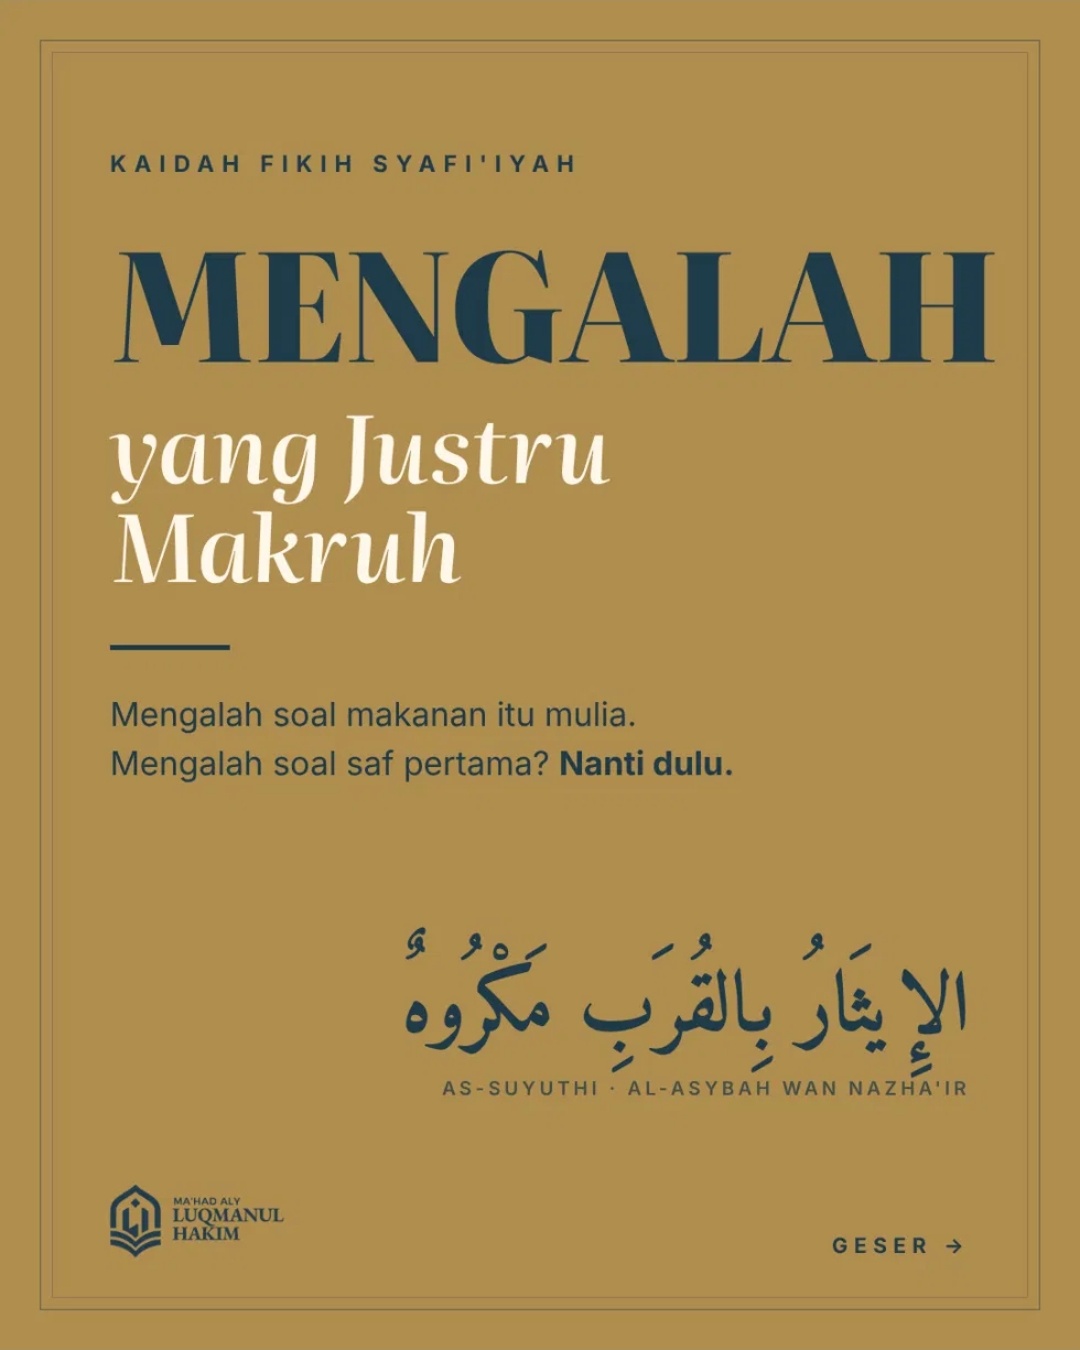 KAIDAH FIKIH SYAFI'IYAH
MENGALAH
yang Justru
Makruh
Mengalah soal makanan itu mulia.
Mengalah soal saf pertama? Nanti dulu.
الإِيثَارُ بِالقُرَبِ مَكْرُوهٌ
AS-SUYUTHI · AL-ASYBAH WAN NAZHA'IR
MA'HAD ALY
LUQMANUL
HAKIM
GESER →